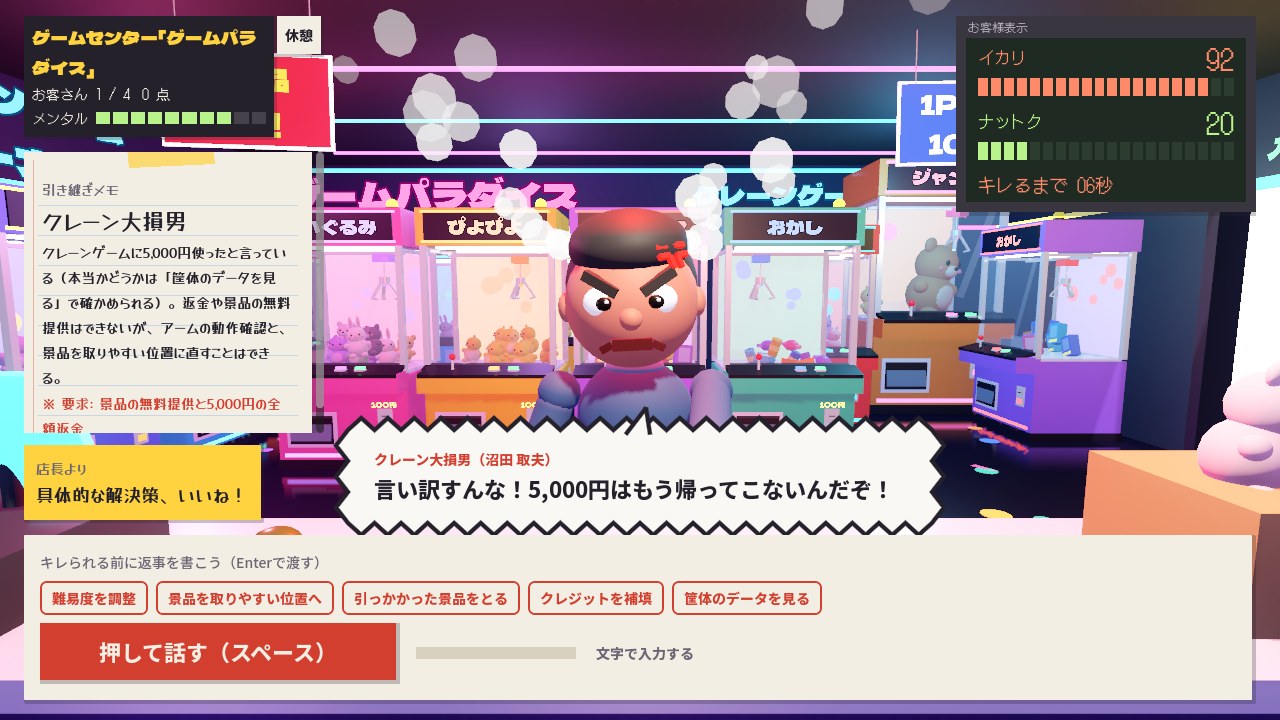 ゲームセンター「ゲームパラ
ダイス」
お客さん 1/4 0点
メンタル
休憩
引き継ぎメモ
クレーン大損男
クレーンゲームに5,000円使ったと言ってい
る（本当かどうかは「筐体のデータを見
る」で確かめられる）。返金や景品の無料
提供はできないが、アームの動作確認と、
景品を取りやすい位置に直すことはでき
る。
※ 要求: 景品の無料提供と5,000円の全
額返金
店長より
具体的な解決策、いいね！
お客様表示
イカリ 92
ナットク 20
キレるまで 06秒
1P
ームパラダイス
クレーンゲー
ジャン
ぐるみ
ぴよぴよ
おかし
おかし
100円
100円
クレーン大損男（沼田 取夫）
言い訳すんな！5,000円はもう帰ってこないんだぞ！
キレられる前に返事を書こう（Enterで渡す）
難易度を調整
景品を取りやすい位置へ
引っかかった景品をとる
クレジットを補填
筐体のデータを見る
押して話す（スペース）
文字で入力する